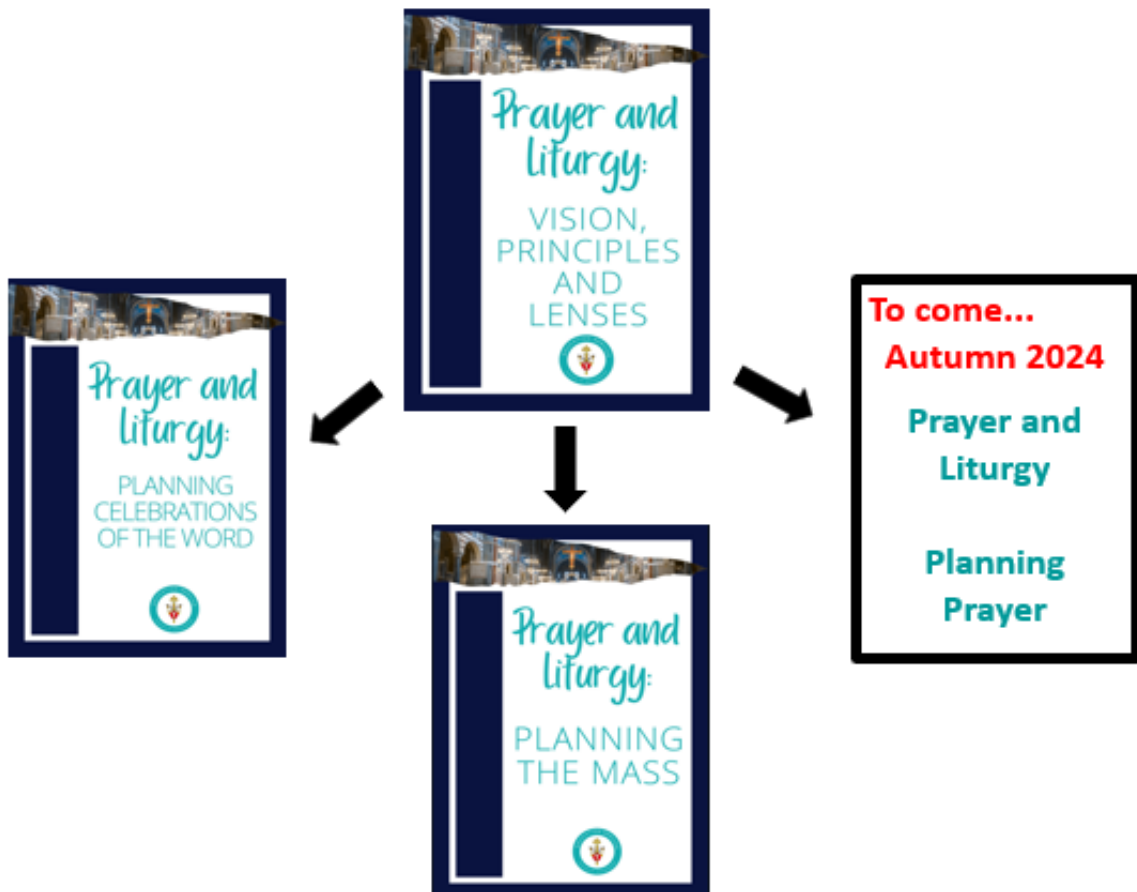 Prayer and
liturgy:
VISION,
PRINCIPLES
AND
LENSES
Prayer and
liturgy:
PLANNING
CELEBRATIONS
OF THE WORD
Prayer and
liturgy:
PLANNING
THE MASS
To come...
Autumn 2024
Prayer and
Liturgy
Planning
Prayer